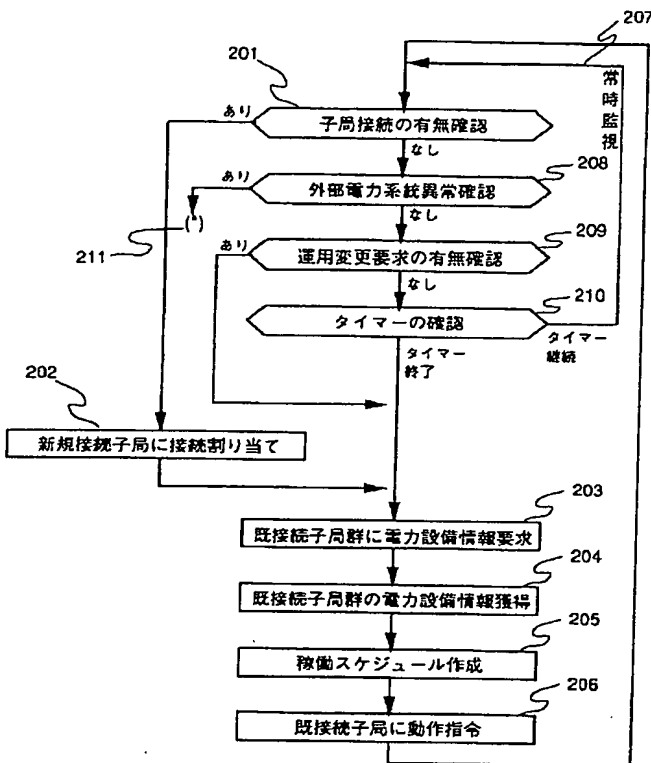 207
201
常時監視
あり
子局接続の有無確認
なし
208
あり
外部電力系統異常確認
(*)
なし
209
211
あり
運用変更要求の有無確認
なし
210
タイマーの確認
タイマー
継続
タイマー
終了
202
新規接続子局に接続割り当て
203
既接続子局群に電力設備情報要求
204
既接続子局群の電力設備情報獲得
205
稼働スケジュール作成
206
既接続子局に動作指令